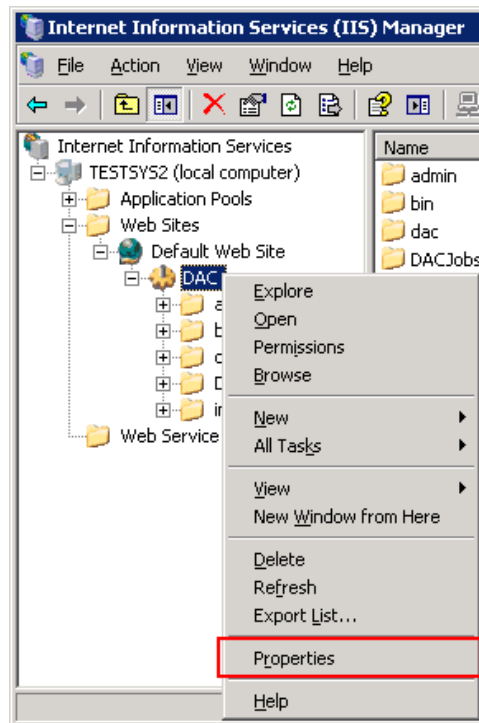 Internet Information Services (IIS) Manager
File Action View Window Help
Internet Information Services
TESTSYS2 (local computer)
Application Pools
Web Sites
Default Web Site
DAC
a
b
c
D
in
Web Service
Name
admin
bin
dac
DACJobs
Explore
Open
Permissions
Browse
New
All Tasks
View
New Window from Here
Delete
Refresh
Export List...
Properties
Help